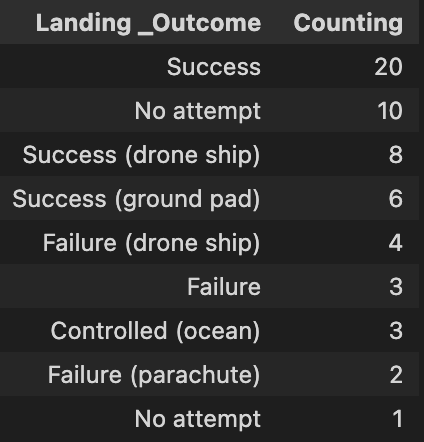 Landing _Outcome Counting
Success 20
No attempt 10
Success (drone ship) 8
Success (ground pad) 6
Failure (drone ship) 4
Failure 3
Controlled (ocean) 3
Failure (parachute) 2
No attempt 1